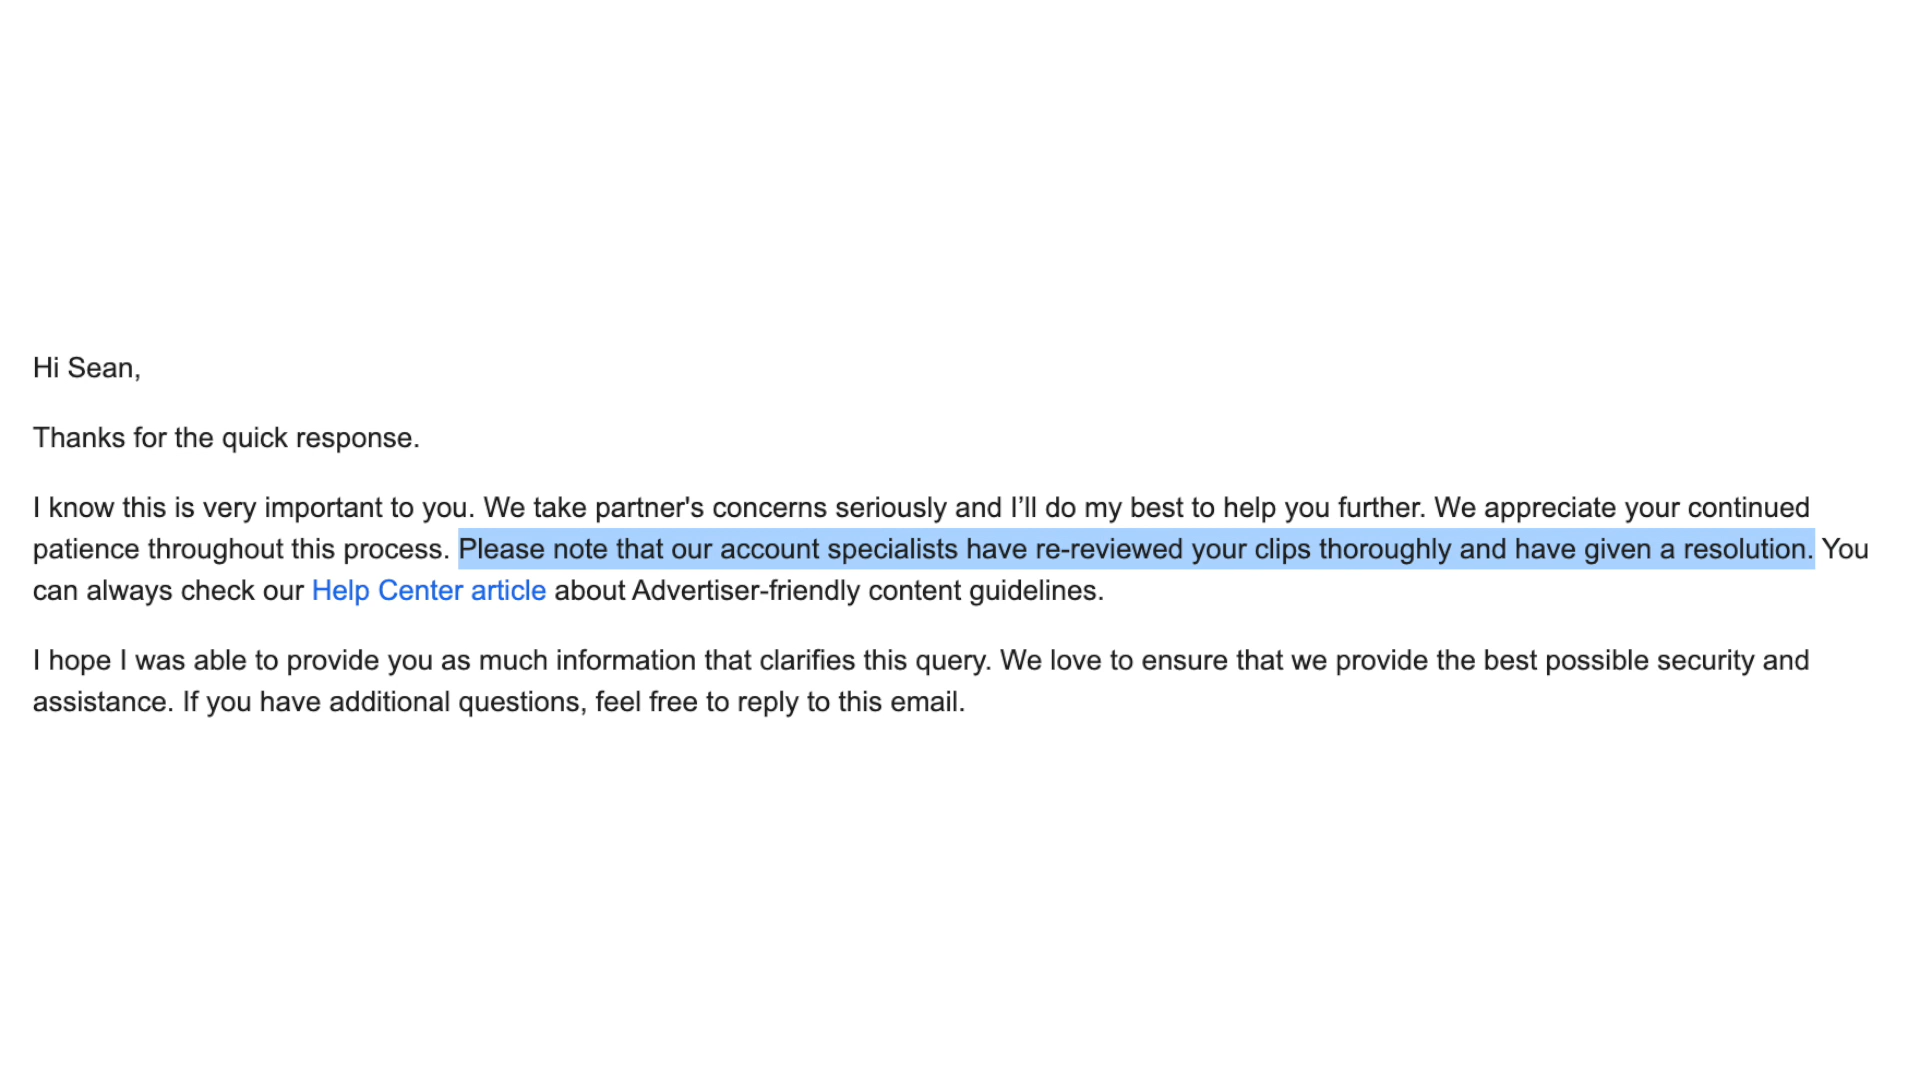 Hi Sean,
Thanks for the quick response.
I know this is very important to you. We take partner's concerns seriously and I’ll do my best to help you further. We appreciate your continued
patience throughout this process. Please note that our account specialists have re-reviewed your clips thoroughly and have given a resolution. You
can always check our Help Center article about Advertiser-friendly content guidelines.
I hope I was able to provide you as much information that clarifies this query. We love to ensure that we provide the best possible security and
assistance. If you have additional questions, feel free to reply to this email.